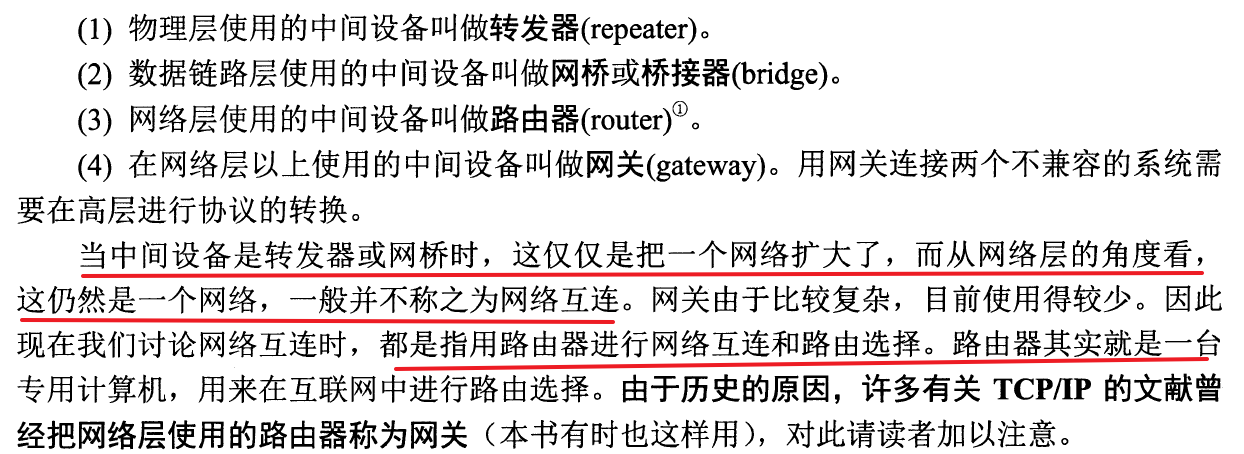 (1) 物理层使用的中间设备叫做转发器(repeater)。
(2) 数据链路层使用的中间设备叫做网桥或桥接器(bridge)。
(3) 网络层使用的中间设备叫做路由器(router)①。
(4) 在网络层以上使用的中间设备叫做网关(gateway)。用网关连接两个不兼容的系统需
要在高层进行协议的转换。
当中间设备是转发器或网桥时，这仅仅是把一个网络扩大了，而从网络层的角度看，
这仍然是一个网络，一般并不称之为网络互连。网关由于比较复杂，目前使用得较少。因此
现在我们讨论网络互连时，都是指用路由器进行网络互连和路由选择。路由器其实就是一台
专用计算机，用来在互联网中进行路由选择。由于历史的原因，许多有关 TCP/IP 的文献曾
经把网络层使用的路由器称为网关（本书有时也这样用），对此请读者加以注意。